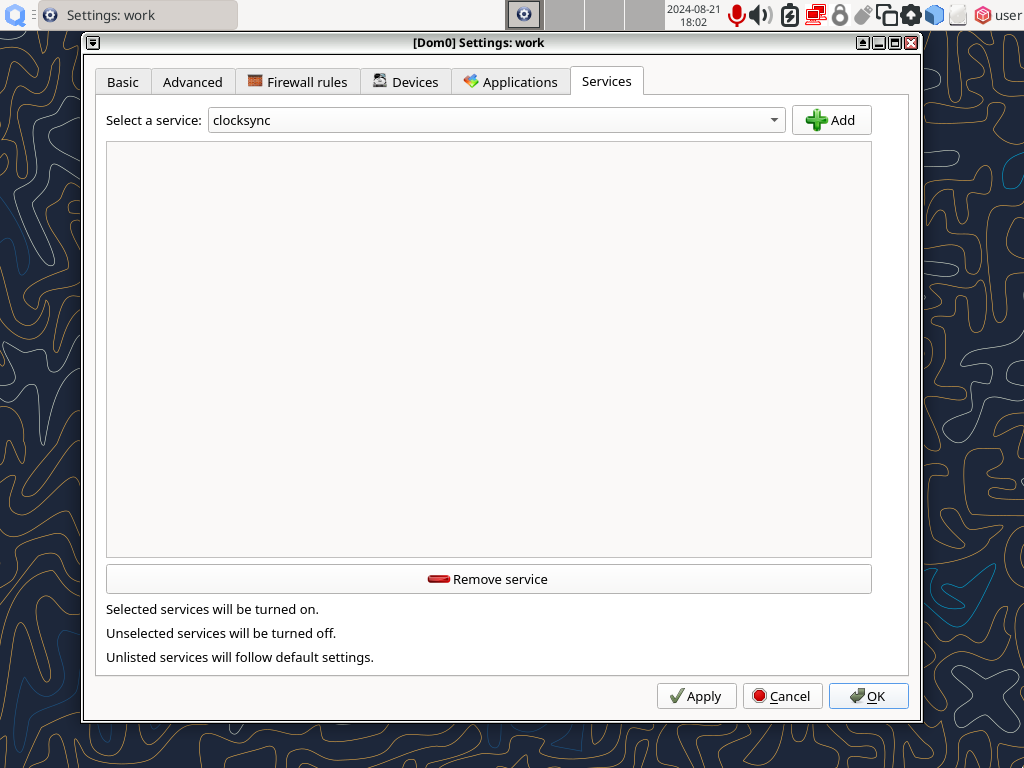 Settings: work
2024-08-21
18:02
user
[Dom0] Settings: work
Basic
Advanced
Firewall rules
Devices
Applications
Services
Select a service:
clocksync
Add
Remove service
Selected services will be turned on.
Unselected services will be turned off.
Unlisted services will follow default settings.
Apply
Cancel
OK